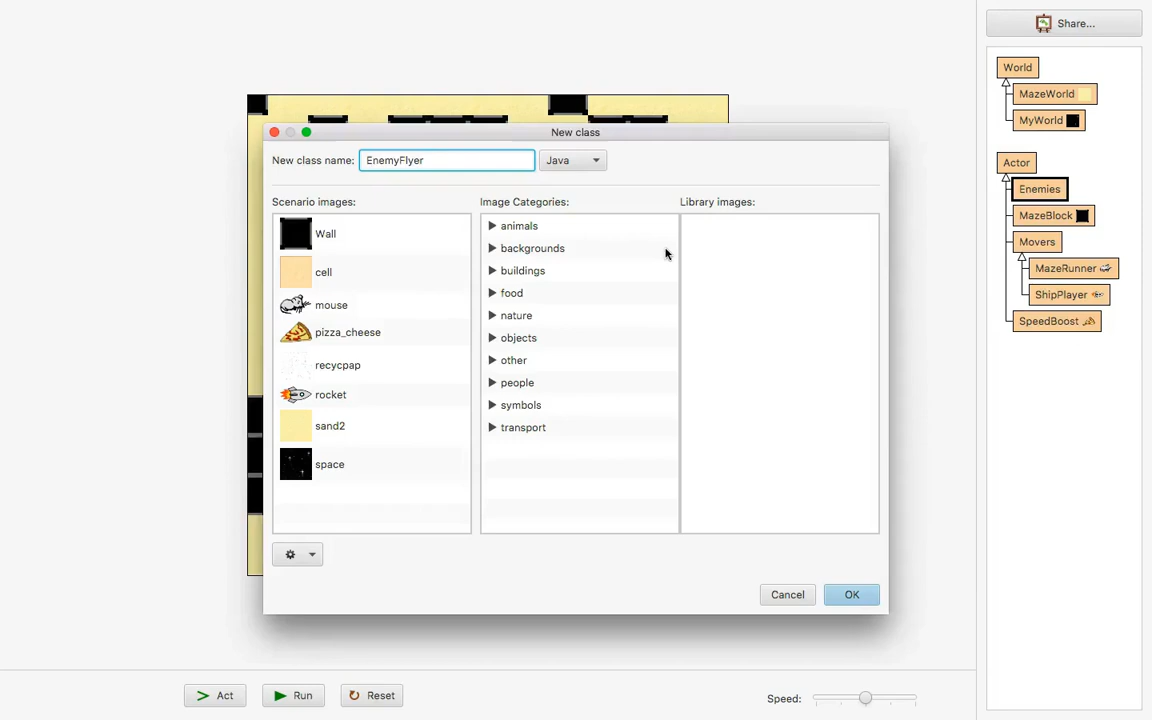 Share...
World
MazeWorld
MyWorld
Actor
Enemies
MazeBlock
Movers
MazeRunner
ShipPlayer
SpeedBoost
New class
New class name: EnemyFlyer Java
Scenario images:
Wall
cell
mouse
pizza_cheese
recycpap
rocket
sand2
space
Image Categories:
animals
backgrounds
buildings
food
nature
objects
other
people
symbols
transport
Library images:
Cancel OK
Act Run Reset Speed: